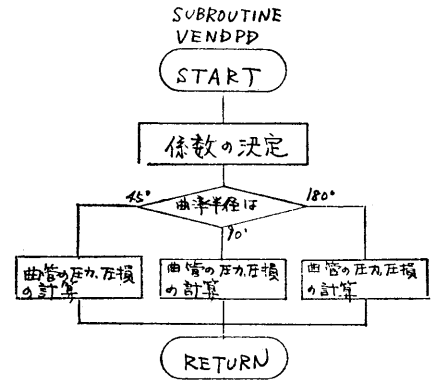 SUBROUTINE
VENDPD
START
係数の決定
曲率半径は
45°
180°
90°
曲管の圧力、圧損
の計算
曲管の圧力、圧損
の計算
曲管の圧力、圧損
の計算
RETURN